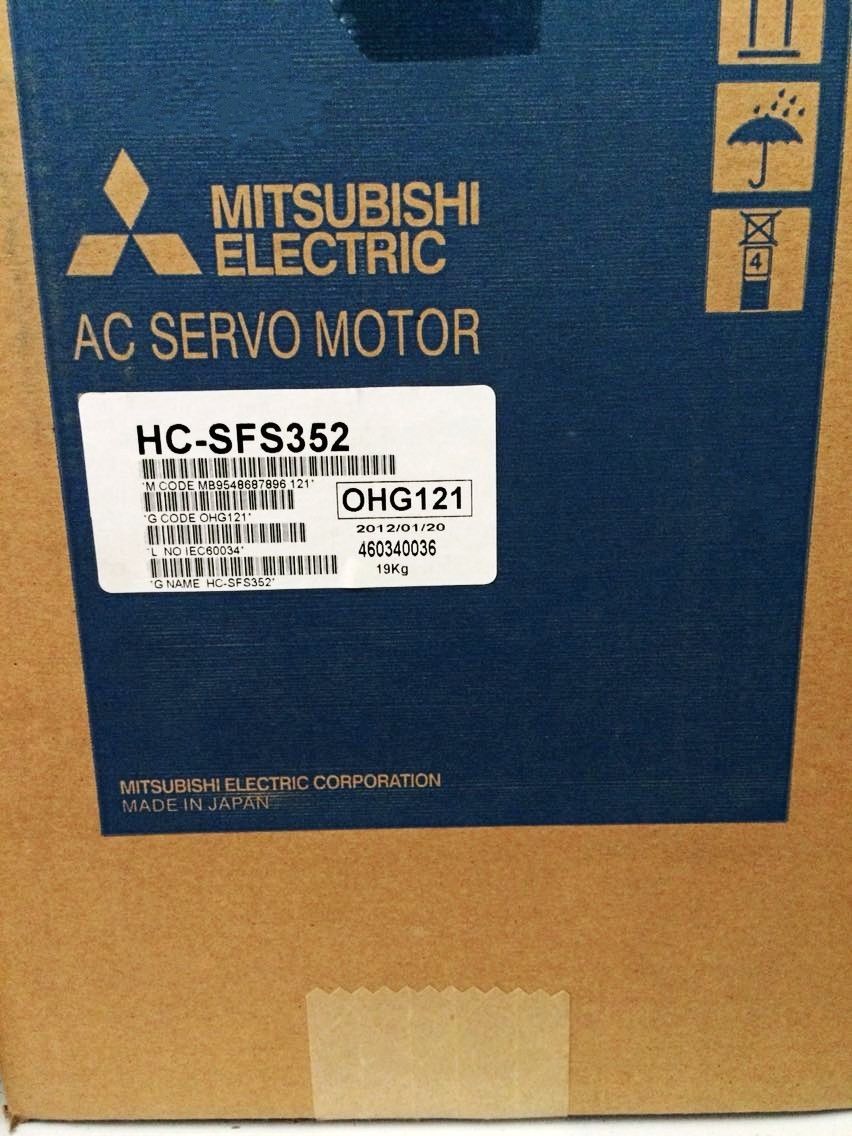 MITSUBISHI
ELECTRIC
4
AC SERVO MOTOR
HC-SFS352
*M CODE MB9548687896 121*
OHG121
*G CODE OHG121*
2012/01/20
*L NO IEC60034*
460340036
19Kg
*G NAME HC-SFS352*
MITSUBISHI ELECTRIC CORPORATION
MADE IN JAPAN